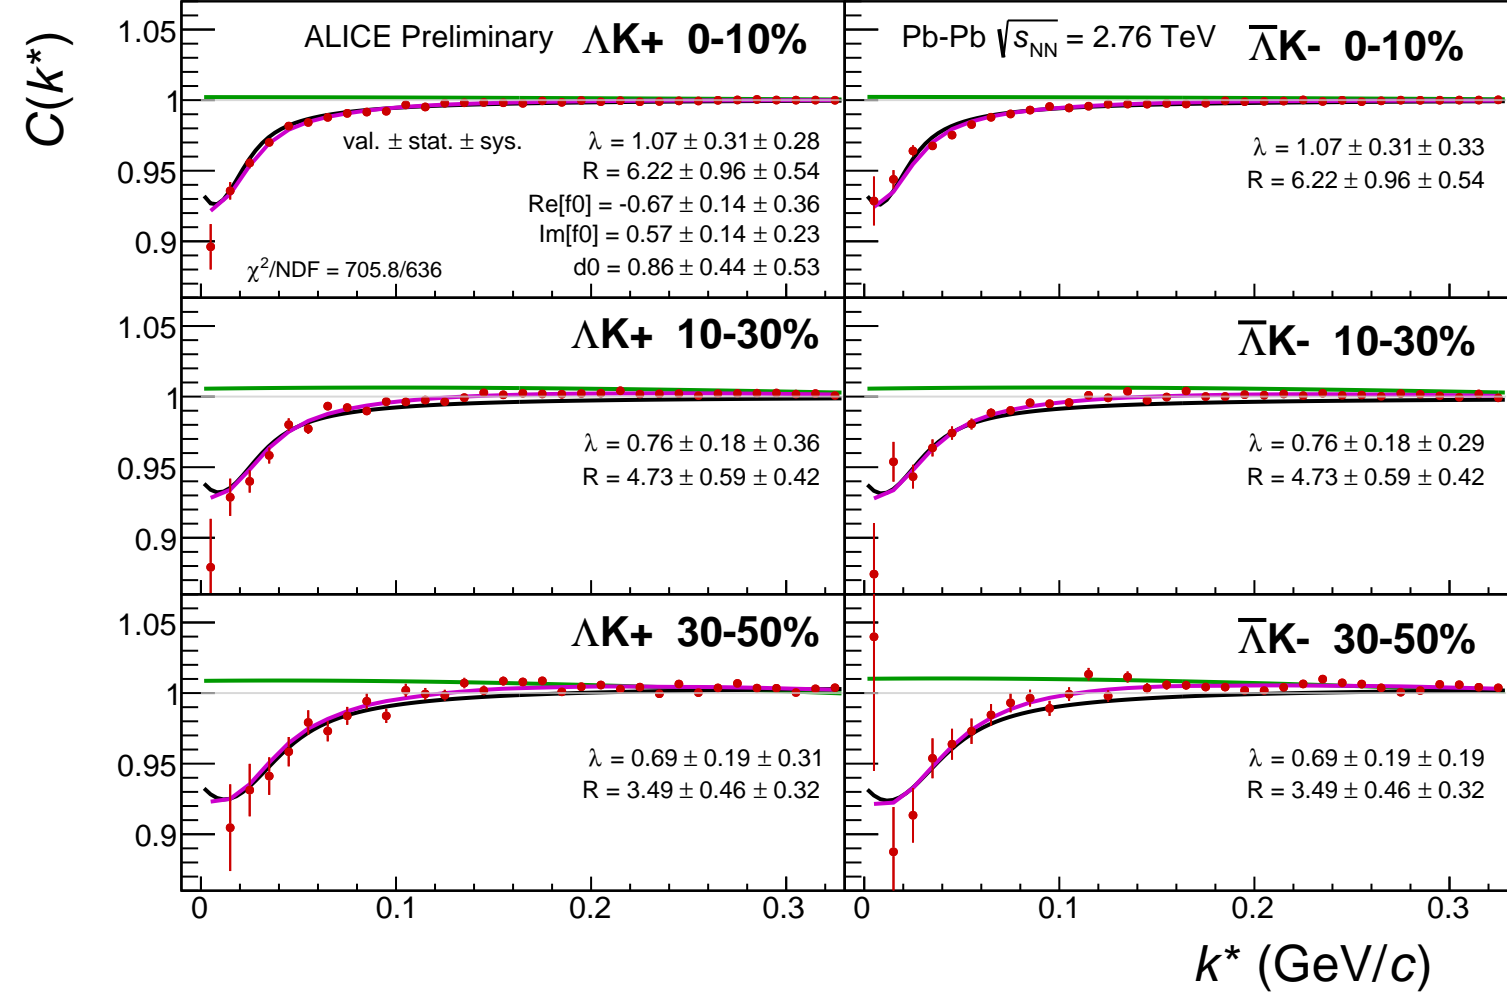 C(k*)
ALICE Preliminary ΛK+ 0-10%
1.05
1
0.95
0.9
val. ± stat. ± sys.
λ = 1.07 ± 0.31 ± 0.28
R = 6.22 ± 0.96 ± 0.54
Re[f0] = -0.67 ± 0.14 ± 0.36
Im[f0] = 0.57 ± 0.14 ± 0.23
d0 = 0.86 ± 0.44 ± 0.53
χ²/NDF = 705.8/636
Pb-Pb √s_NN = 2.76 TeV Λ̅K- 0-10%
λ = 1.07 ± 0.31 ± 0.33
R = 6.22 ± 0.96 ± 0.54
ΛK+ 10-30%
1.05
1
0.95
0.9
λ = 0.76 ± 0.18 ± 0.36
R = 4.73 ± 0.59 ± 0.42
Λ̅K- 10-30%
λ = 0.76 ± 0.18 ± 0.29
R = 4.73 ± 0.59 ± 0.42
ΛK+ 30-50%
1.05
1
0.95
0.9
λ = 0.69 ± 0.19 ± 0.31
R = 3.49 ± 0.46 ± 0.32
Λ̅K- 30-50%
λ = 0.69 ± 0.19 ± 0.19
R = 3.49 ± 0.46 ± 0.32
0 0.1 0.2 0.3
0 0.1 0.2 0.3
k* (GeV/c)